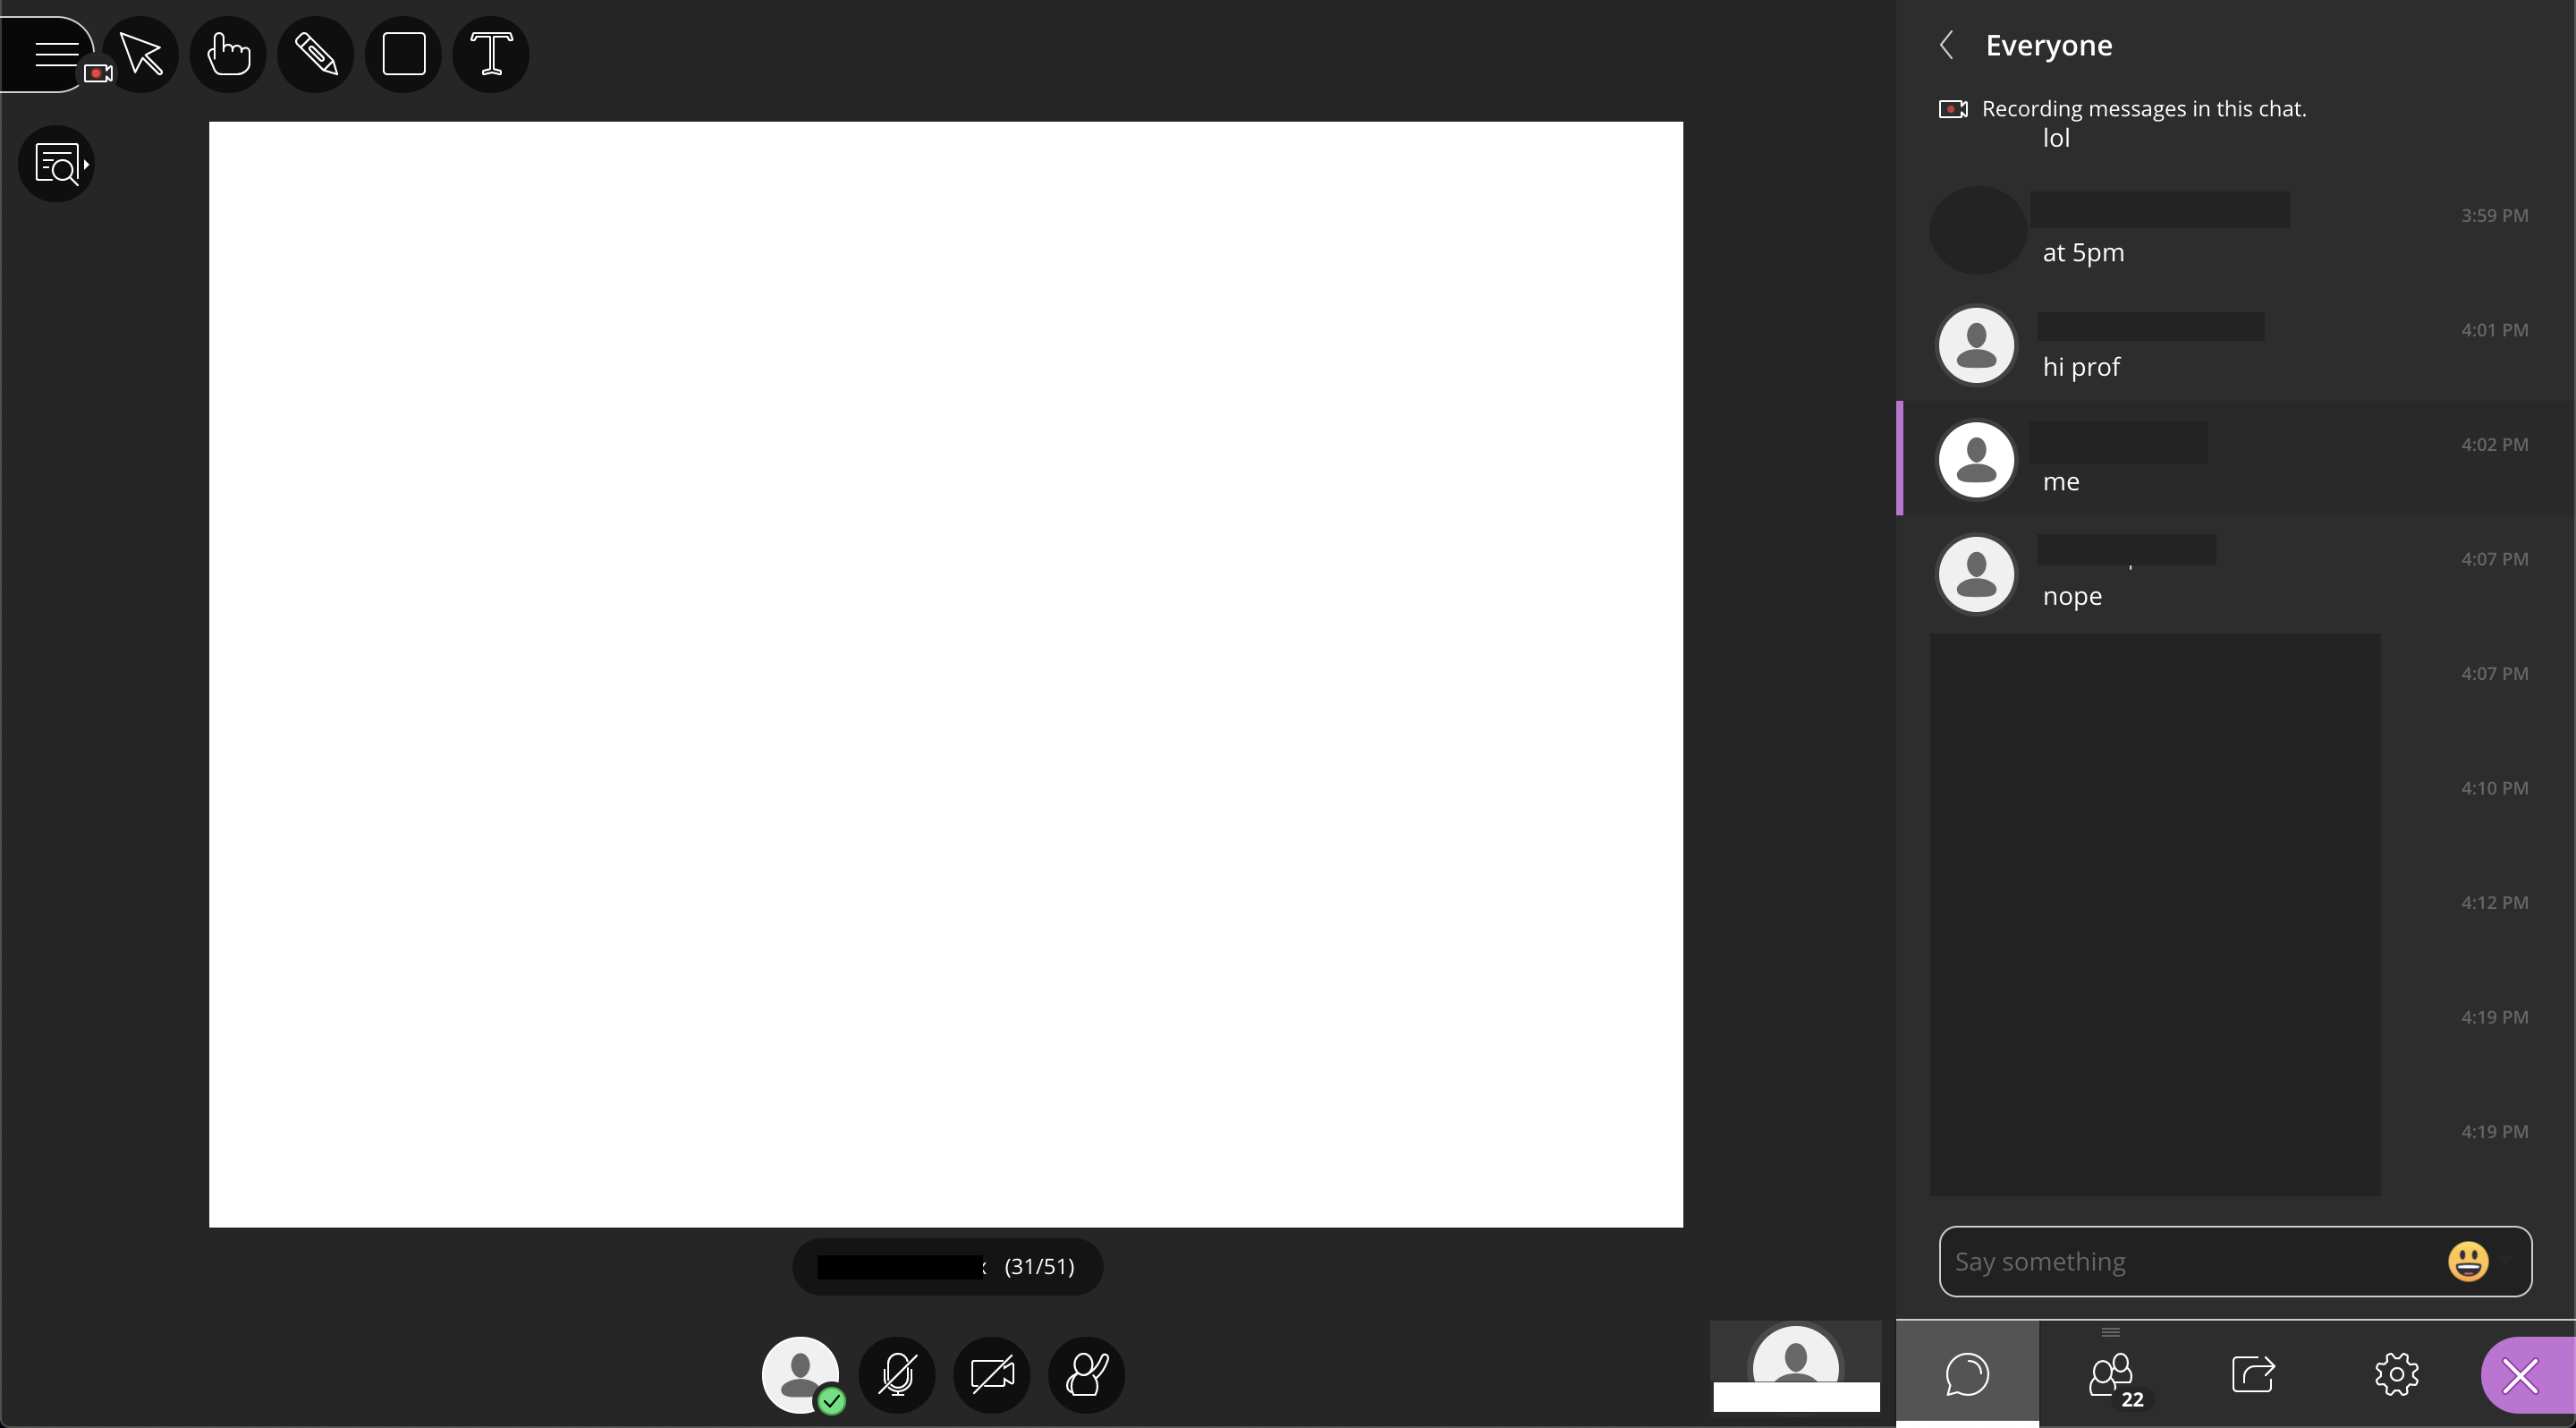 Everyone
Recording messages in this chat.
lol
3:59 PM
at 5pm
4:01 PM
hi prof
4:02 PM
me
4:07 PM
nope
4:07 PM
4:10 PM
4:12 PM
4:19 PM
4:19 PM
(31/51)
Say something
22